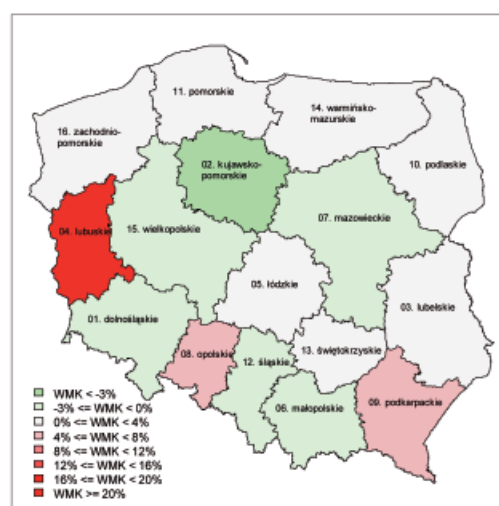 11. pomorskie
14. warmińsko-
mazurskie
16. zachodnio-
pomorskie
02. kujawsko-
pomorskie
10. podlaskie
07. mazowieckie
04. lubuskie
15. wielkopolskie
05. łódzkie
03. lubelskie
01. dolnośląskie
13. świętokrzyskie
08. opolskie
12. śląskie
09. podkarpackie
06. małopolskie
WMK < -3%
-3% <= WMK < 0%
0% <= WMK < 4%
4% <= WMK < 8%
8% <= WMK < 12%
12% <= WMK < 16%
16% <= WMK < 20%
WMK >= 20%